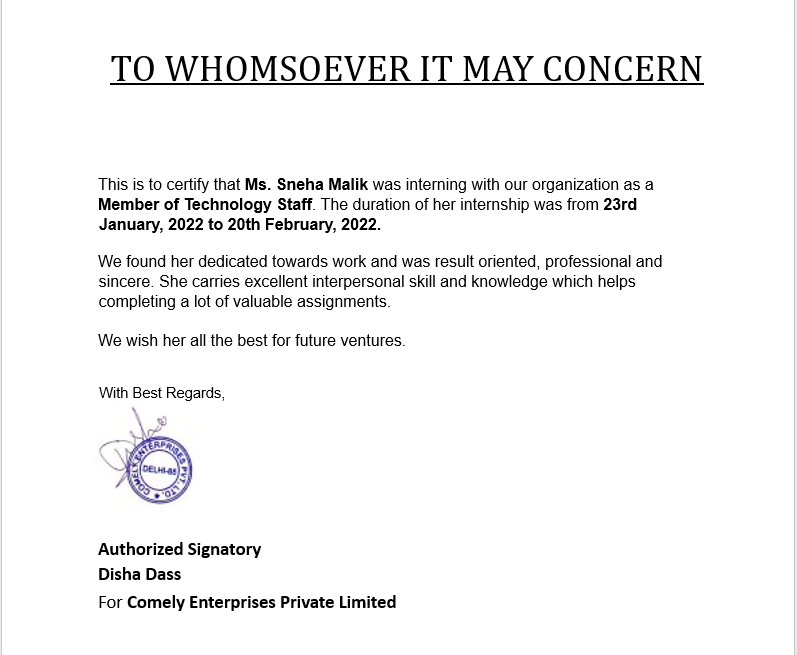 TO WHOMSOEVER IT MAY CONCERN
This is to certify that Ms. Sneha Malik was interning with our organization as a
Member of Technology Staff. The duration of her internship was from 23rd
January, 2022 to 20th February, 2022.
We found her dedicated towards work and was result oriented, professional and
sincere. She carries excellent interpersonal skill and knowledge which helps
completing a lot of valuable assignments.
We wish her all the best for future ventures.
With Best Regards,
COMELY ENTERPRISES PVT. LTD.
DELHI-85
Authorized Signatory
Disha Dass
For Comely Enterprises Private Limited